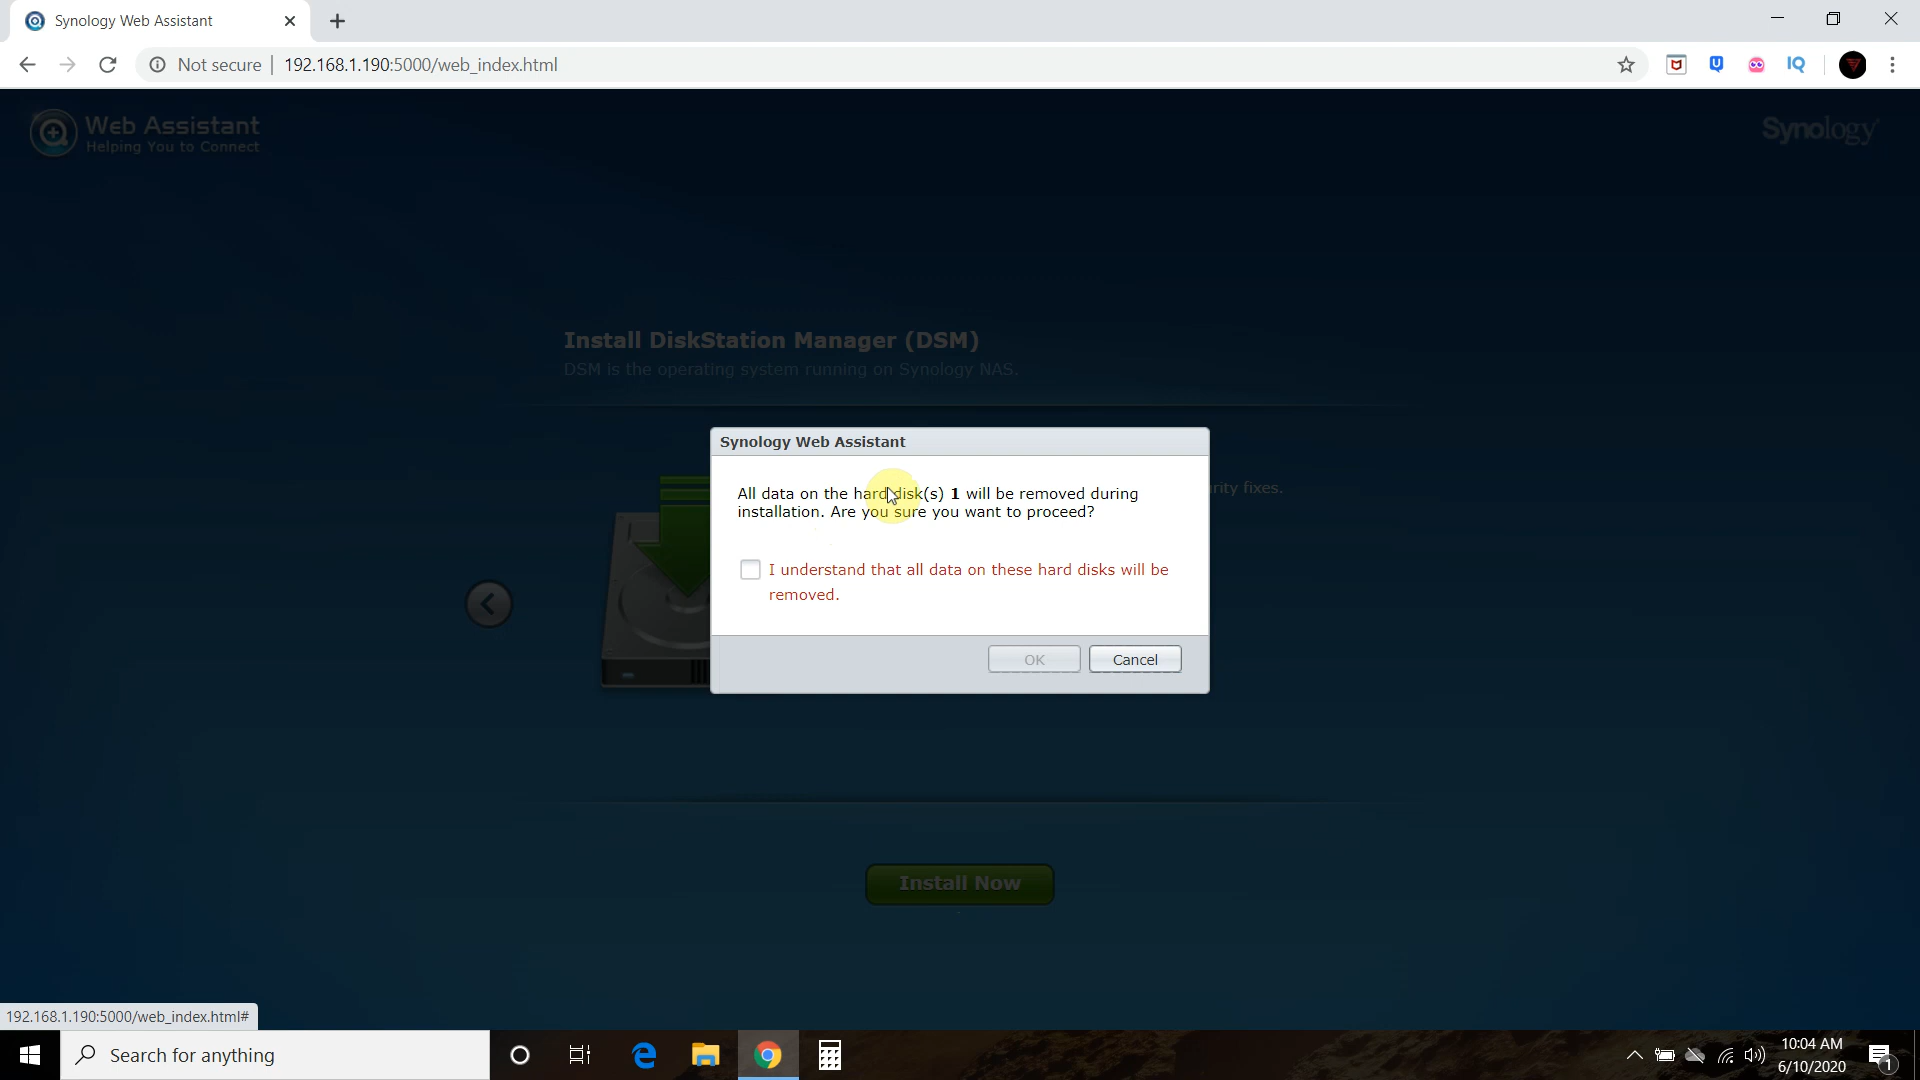 Synology Web Assistant
Not secure
192.168.1.190:5000/web_index.html
IQ
Web Assistant
Helping You to Connect
Synology
Install DiskStation Manager (DSM)
DSM is the operating system running on Synology NAS.
Synology Web Assistant
All data on the hard disk(s) 1 will be removed during
installation. Are you sure you want to proceed?
rity fixes.
I understand that all data on these hard disks will be
removed.
OK
Cancel
Install Now
192.168.1.190:5000/web_index.html#
Search for anything
10:04 AM
6/10/2020
1